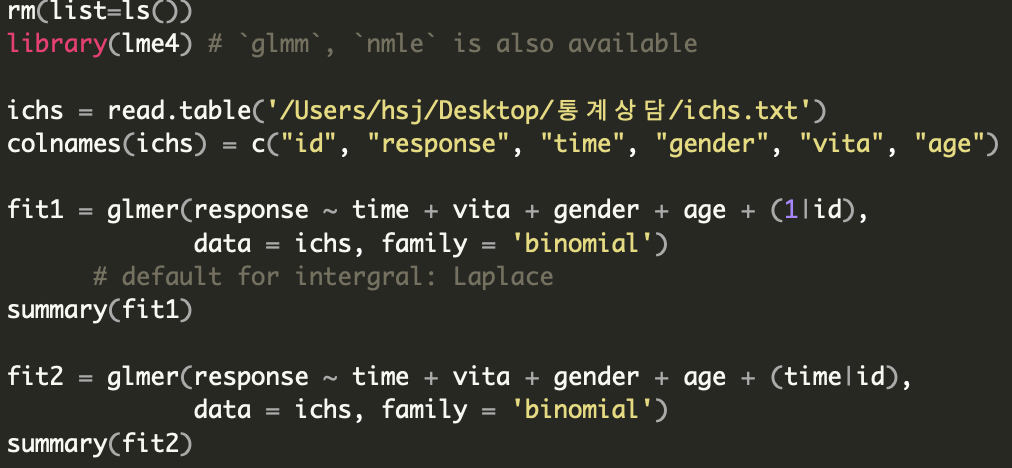 rm(list=ls())
library(lme4) # `glmm`, `nmle` is also available
ichs = read.table('/Users/hsj/Desktop/통계상담/ichs.txt')
colnames(ichs) = c("id", "response", "time", "gender", "vita", "age")
fit1 = glmer(response ~ time + vita + gender + age + (1|id),
data = ichs, family = 'binomial')
# default for intergral: Laplace
summary(fit1)
fit2 = glmer(response ~ time + vita + gender + age + (time|id),
data = ichs, family = 'binomial')
summary(fit2)